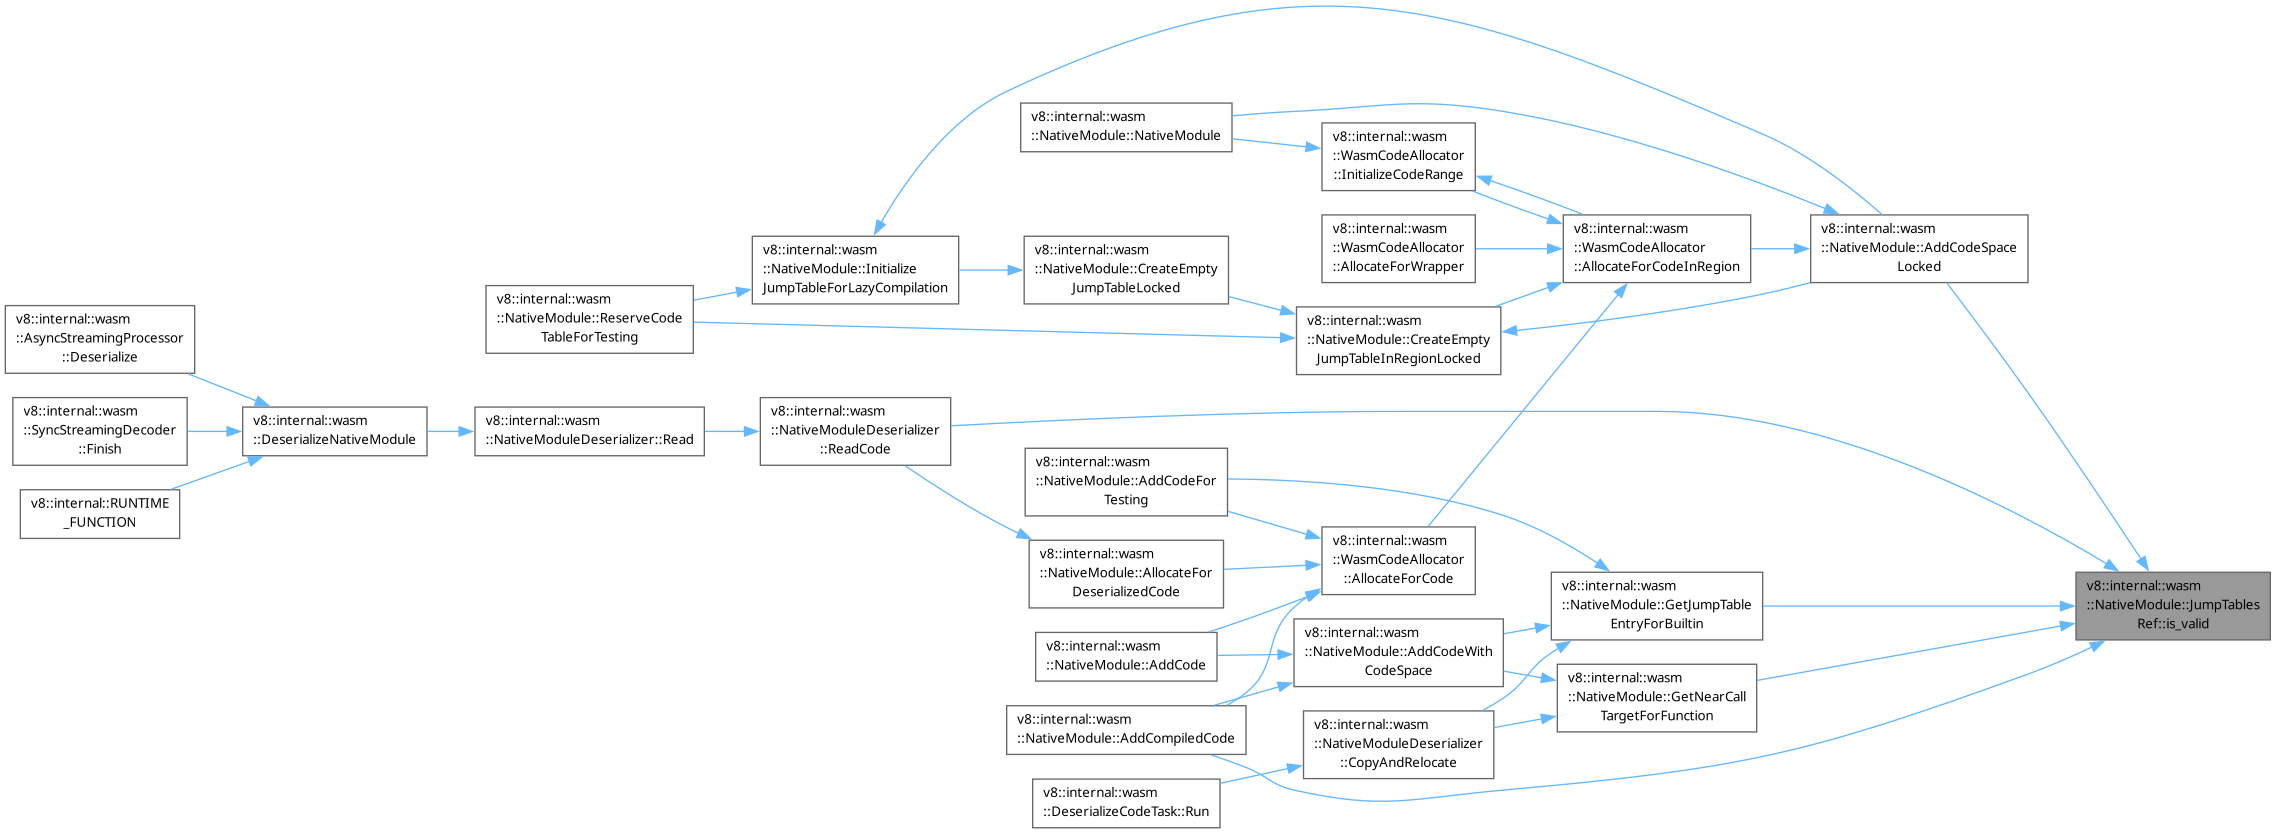 v8::internal::wasm
::NativeModule::NativeModule
v8::internal::wasm
::WasmCodeAllocator
::InitializeCodeRange
v8::internal::wasm
::WasmCodeAllocator
::AllocateForWrapper
v8::internal::wasm
::WasmCodeAllocator
::AllocateForCodeInRegion
v8::internal::wasm
::NativeModule::AddCodeSpace
Locked
v8::internal::wasm
::NativeModule::Initialize
JumpTableForLazyCompilation
v8::internal::wasm
::NativeModule::CreateEmpty
JumpTableLocked
v8::internal::wasm
::NativeModule::ReserveCode
TableForTesting
v8::internal::wasm
::NativeModule::CreateEmpty
JumpTableInRegionLocked
v8::internal::wasm
::AsyncStreamingProcessor
::Deserialize
v8::internal::wasm
::SyncStreamingDecoder
::Finish
v8::internal::RUNTIME
_FUNCTION
v8::internal::wasm
::DeserializeNativeModule
v8::internal::wasm
::NativeModuleDeserializer::Read
v8::internal::wasm
::NativeModuleDeserializer
::ReadCode
v8::internal::wasm
::NativeModule::AddCodeFor
Testing
v8::internal::wasm
::NativeModule::AllocateFor
DeserializedCode
v8::internal::wasm
::WasmCodeAllocator
::AllocateForCode
v8::internal::wasm
::NativeModule::GetJumpTable
EntryForBuiltin
v8::internal::wasm
::NativeModule::JumpTables
Ref::is_valid
v8::internal::wasm
::NativeModule::AddCode
v8::internal::wasm
::NativeModule::AddCodeWith
CodeSpace
v8::internal::wasm
::NativeModule::GetNearCall
TargetForFunction
v8::internal::wasm
::NativeModule::AddCompiledCode
v8::internal::wasm
::NativeModuleDeserializer
::CopyAndRelocate
v8::internal::wasm
::DeserializeCodeTask::Run